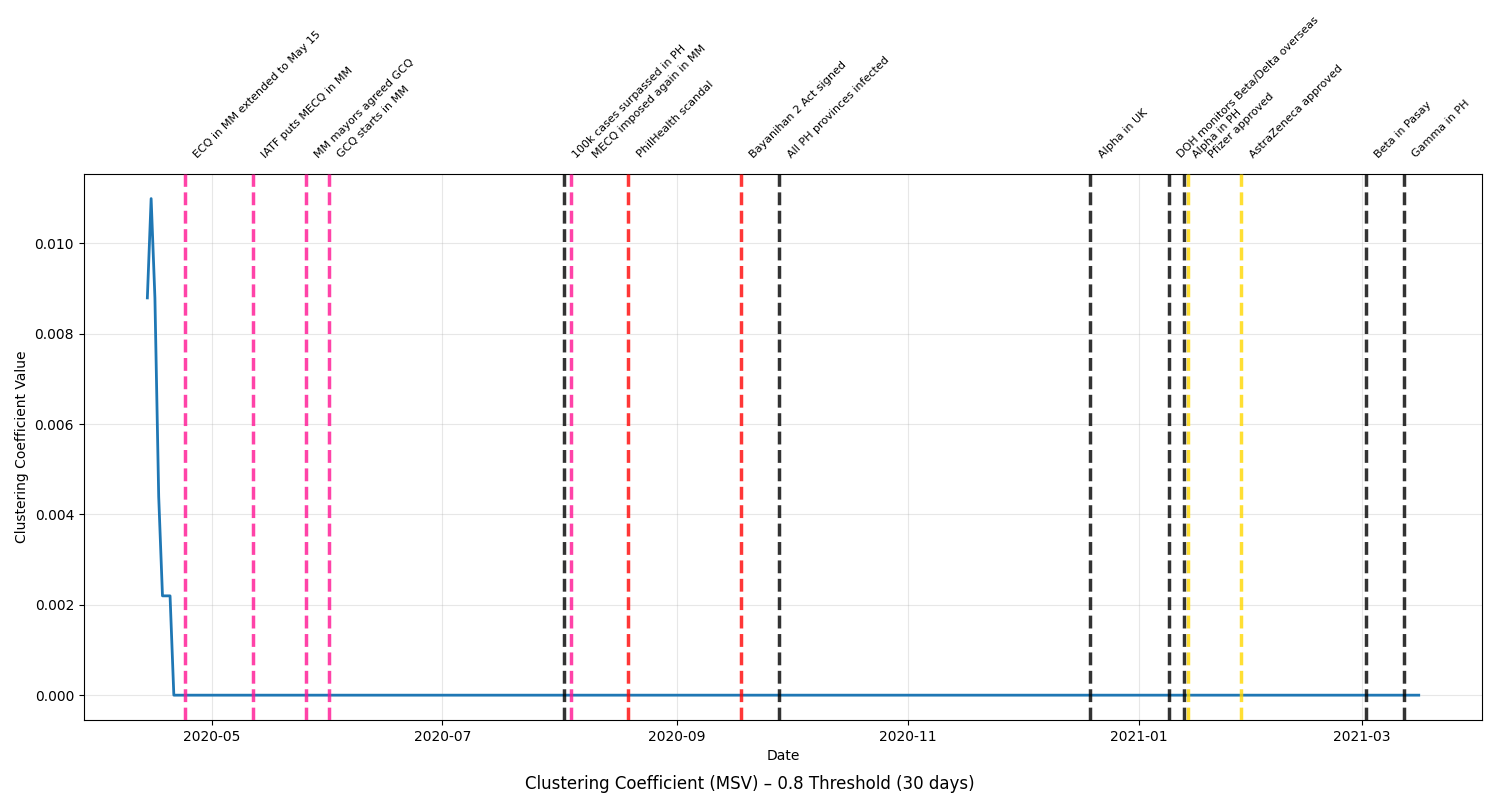 ECQ in MM extended to May 15
IATF puts MECQ in MM
MM mayors agreed GCQ
GCQ starts in MM
100k cases surpassed in PH
MECQ imposed again in MM
PhilHealth scandal
Bayanihan 2 Act signed
All PH provinces infected
Alpha in UK
DOH monitors Beta/Delta overseas
Alpha in PH
Pfizer approved
AstraZeneca approved
Beta in Pasay
Gamma in PH
Clustering Coefficient Value
0.010
0.008
0.006
0.004
0.002
0.000
2020-05
2020-07
2020-09
2020-11
2021-01
2021-03
Date
Clustering Coefficient (MSV) – 0.8 Threshold (30 days)